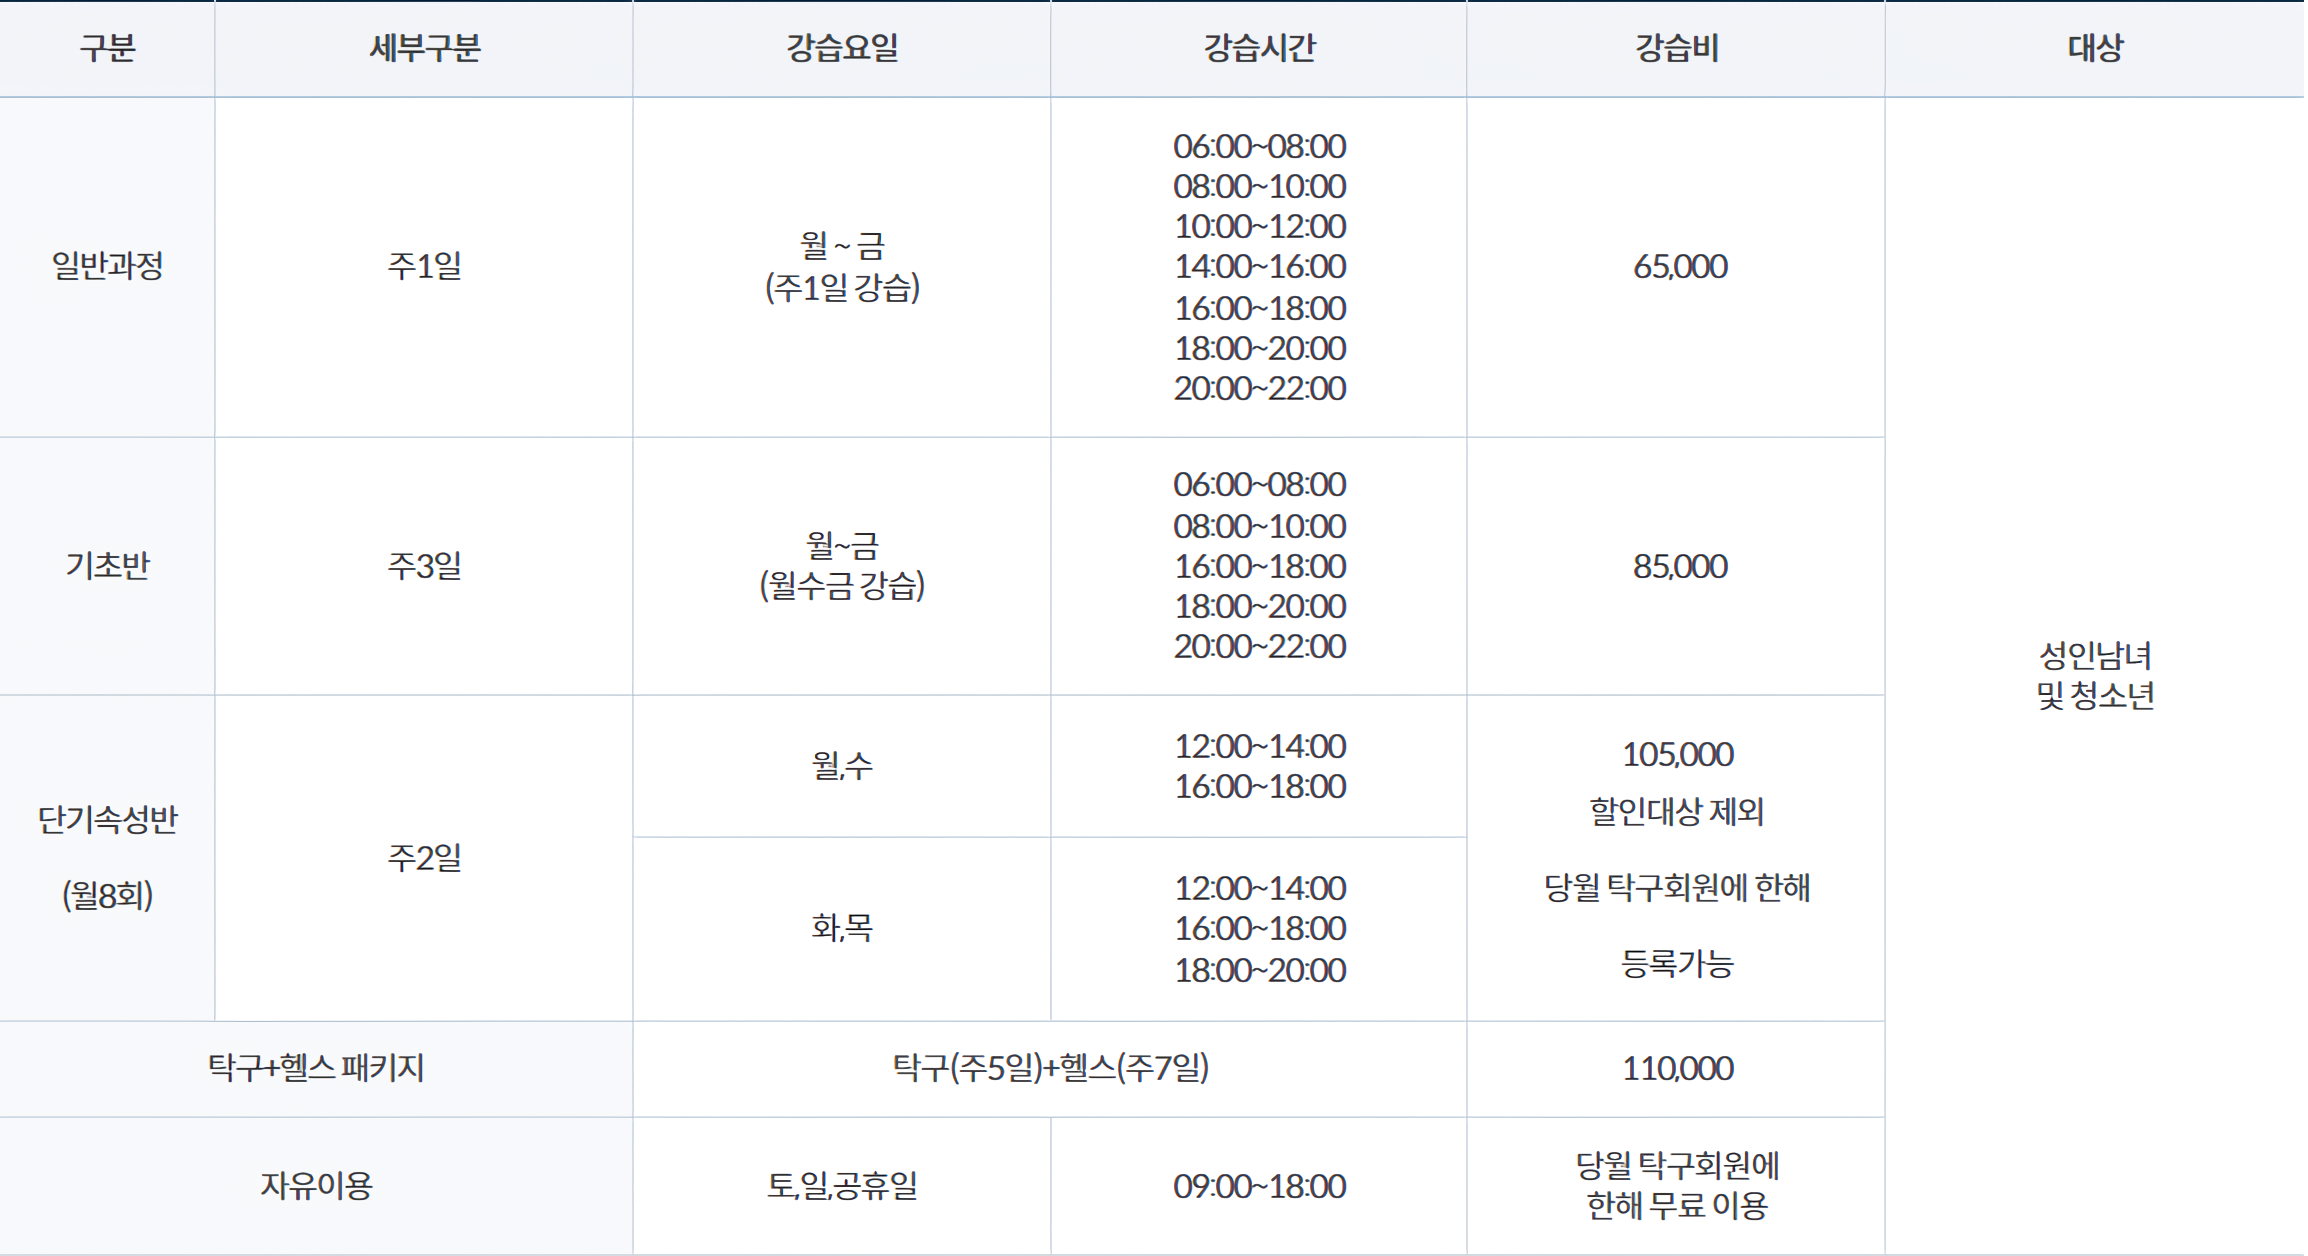 구분
세부구분
강습요일
강습시간
강습비
대상
일반과정
주1일
월 ~ 금
(주1일 강습)
06:00~08:00
08:00~10:00
10:00~12:00
14:00~16:00
16:00~18:00
18:00~20:00
20:00~22:00
65,000
성인남녀
및 청소년
기초반
주3일
월~금
(월수금 강습)
06:00~08:00
08:00~10:00
16:00~18:00
18:00~20:00
20:00~22:00
85,000
단기속성반
(월8회)
주2일
월,수
12:00~14:00
16:00~18:00
105,000
할인대상 제외
당월 탁구회원에 한해
등록가능
화,목
12:00~14:00
16:00~18:00
18:00~20:00
탁구+헬스 패키지
탁구(주5일)+헬스(주7일)
110,000
자유이용
토,일,공휴일
09:00~18:00
당월 탁구회원에
한해 무료 이용